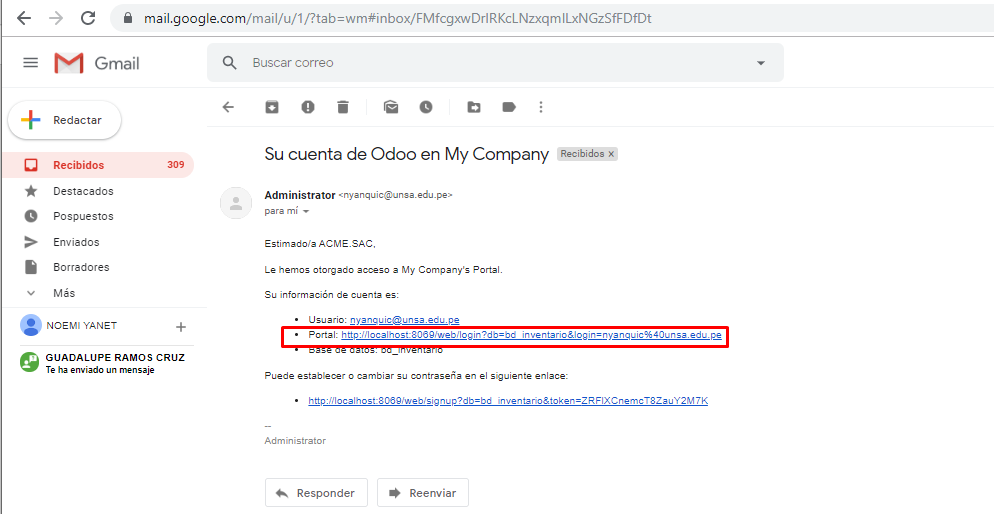 mail.google.com/mail/u/1/?tab=wm#inbox/FMfcgxwDrlRKcLNzxqmlLxNGzSfFDfDt
Gmail
Buscar correo
Redactar
Recibidos 309
Destacados
Pospuestos
Enviados
Borradores
Más
NOEMI YANET +
GUADALUPE RAMOS CRUZ
Te ha enviado un mensaje
Su cuenta de Odoo en My Company Recibidos x
Administrator <nyanquic@unsa.edu.pe>
para mí
Estimado/a ACME.SAC,
Le hemos otorgado acceso a My Company's Portal.
Su información de cuenta es:
• Usuario: nyanquic@unsa.edu.pe
• Portal: http://localhost:8069/web/login?db=bd_inventario&login=nyanquic%40unsa.edu.pe
• Base de datos: bd_inventario
Puede establecer o cambiar su contraseña en el siguiente enlace:
• http://localhost:8069/web/signup?db=bd_inventario&token=ZRFIXCnemcT8ZauY2M7K
--
Administrator
Responder
Reenviar